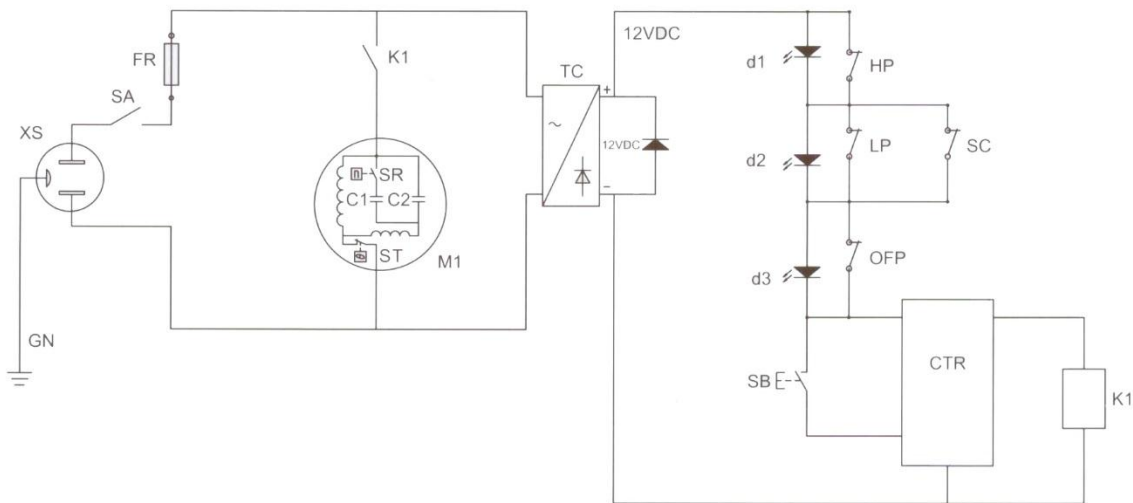 12VDC
FR
K1
d1
HP
TC
SA
+
XS
~
12VDC
d2
LP
SC
n
SR
C1
C2
−
ST
M1
d3
OFP
GN
CTR
SB
K1